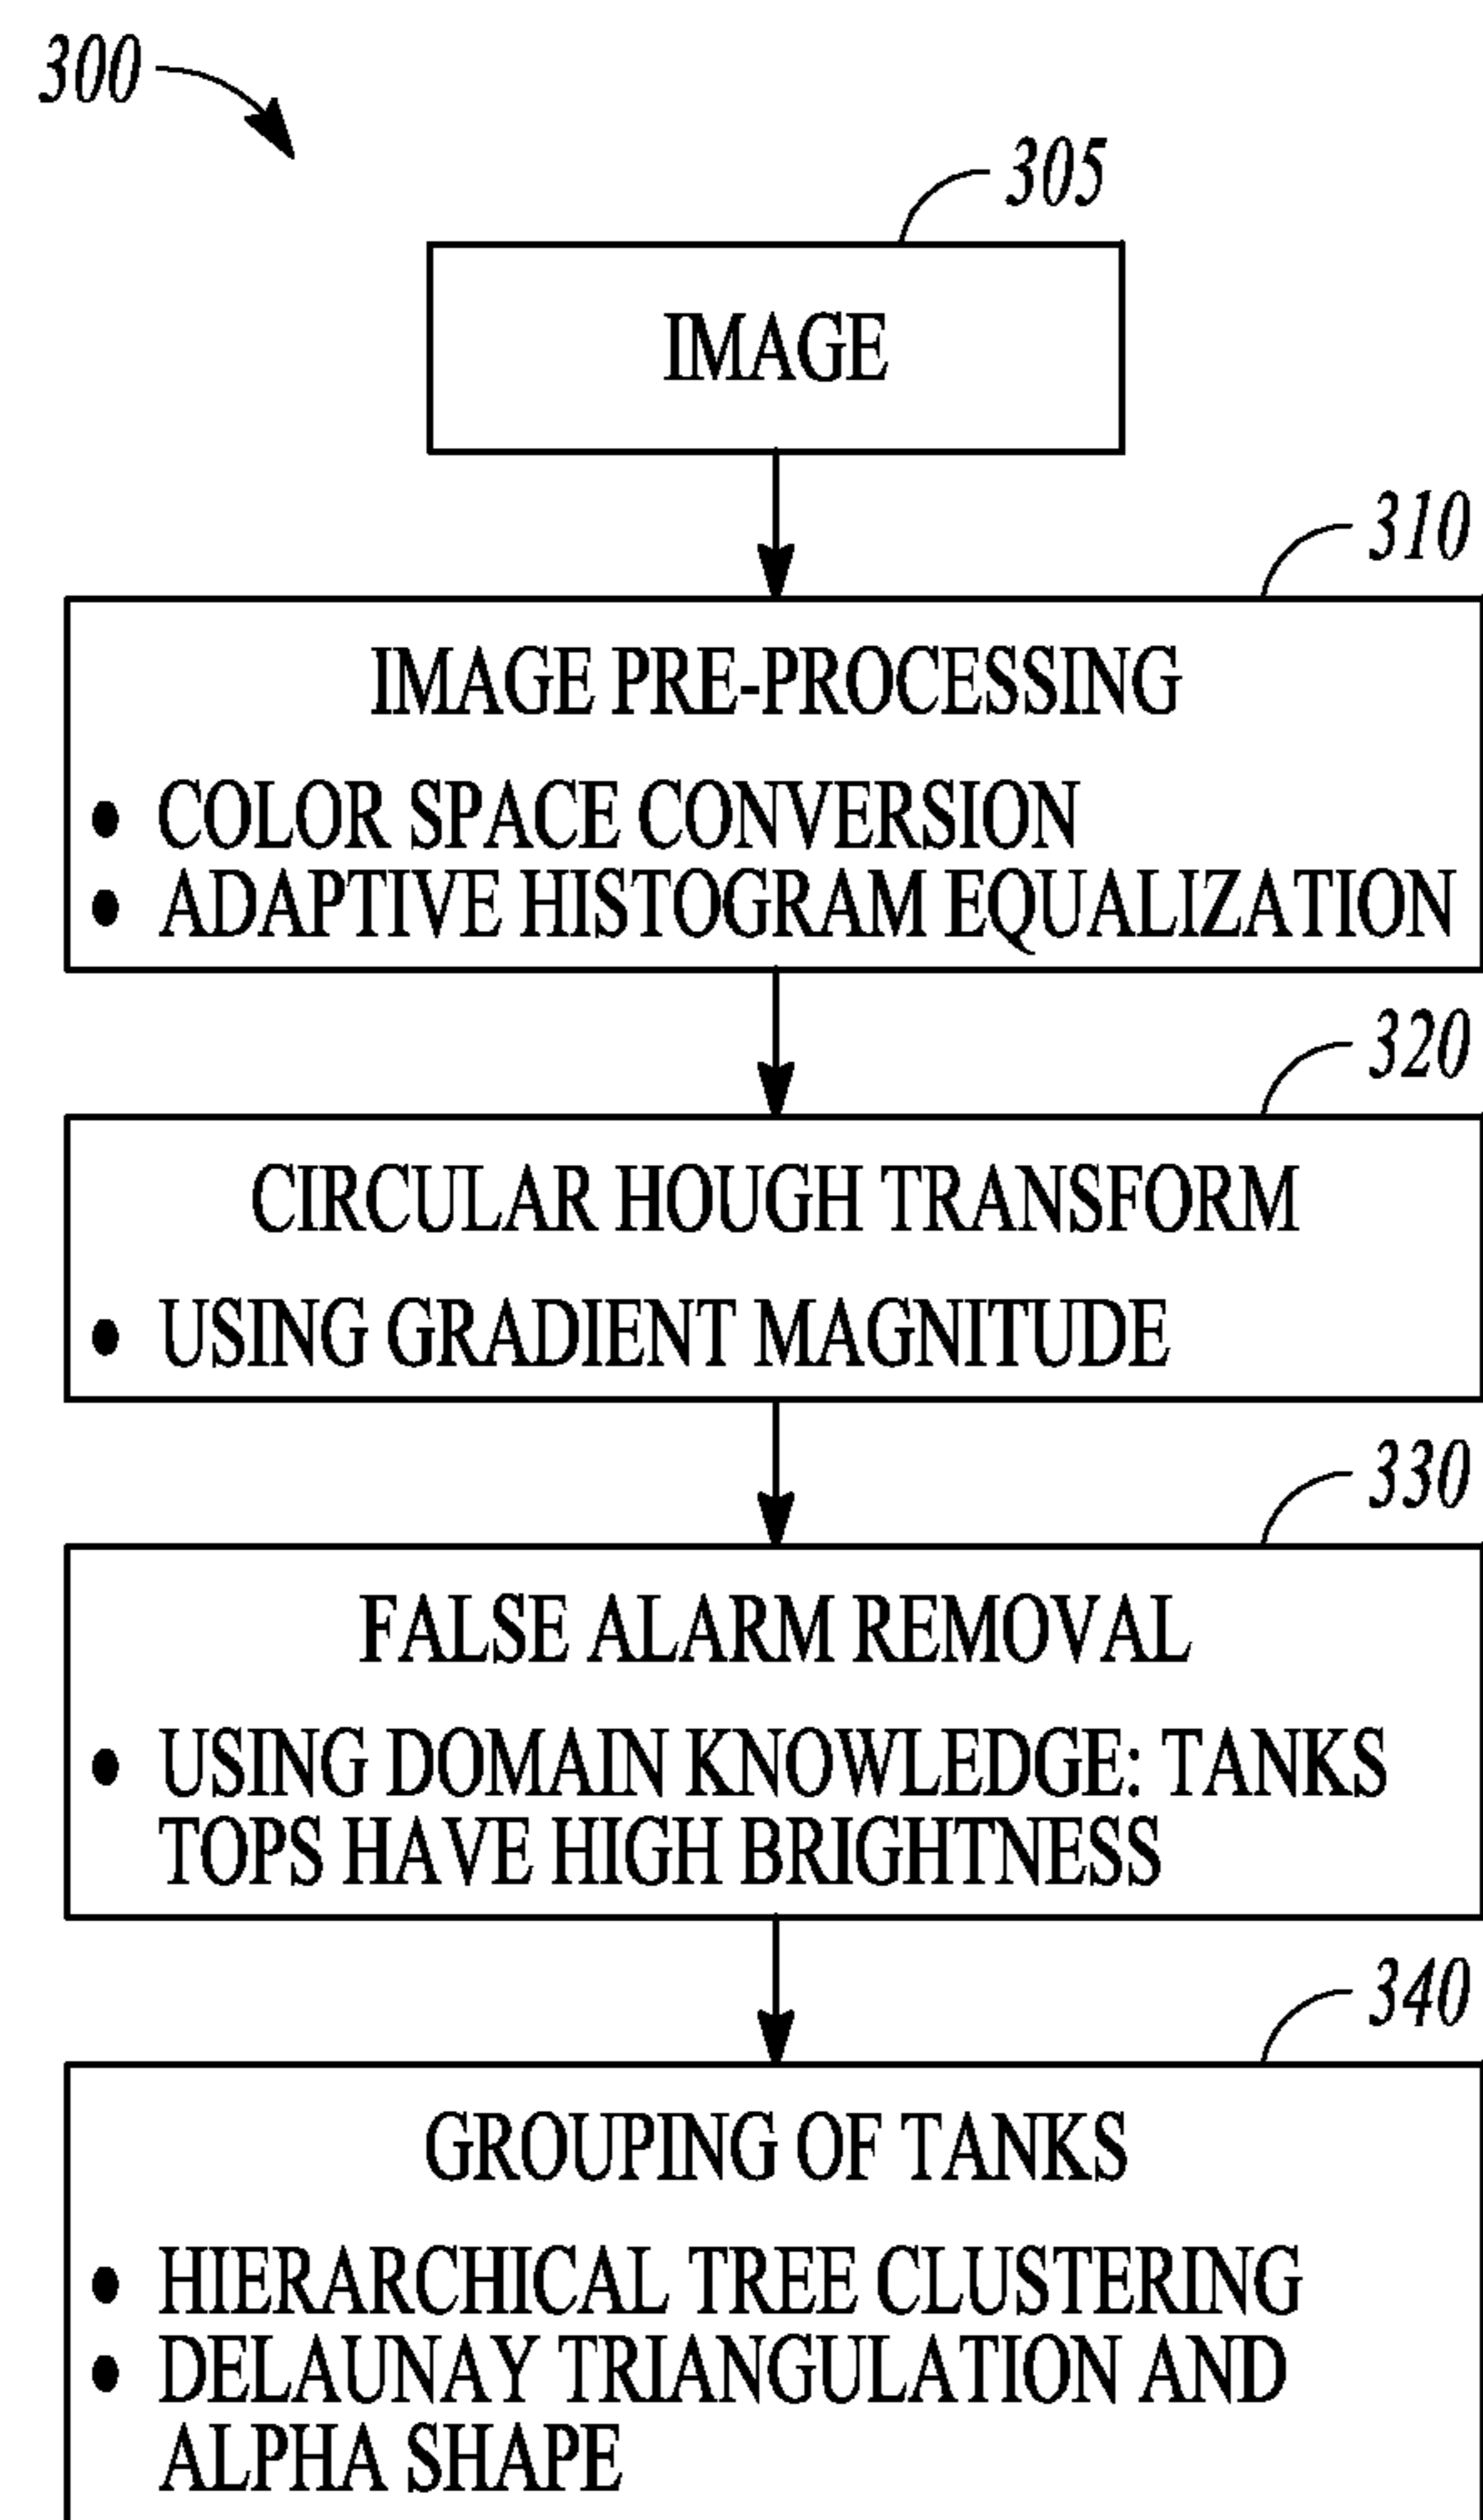 300
305
IMAGE
310
IMAGE PRE-PROCESSING
• COLOR SPACE CONVERSION
• ADAPTIVE HISTOGRAM EQUALIZATION
320
CIRCULAR HOUGH TRANSFORM
• USING GRADIENT MAGNITUDE
330
FALSE ALARM REMOVAL
• USING DOMAIN KNOWLEDGE: TANKS
TOPS HAVE HIGH BRIGHTNESS
340
GROUPING OF TANKS
• HIERARCHICAL TREE CLUSTERING
• DELAUNAY TRIANGULATION AND
ALPHA SHAPE